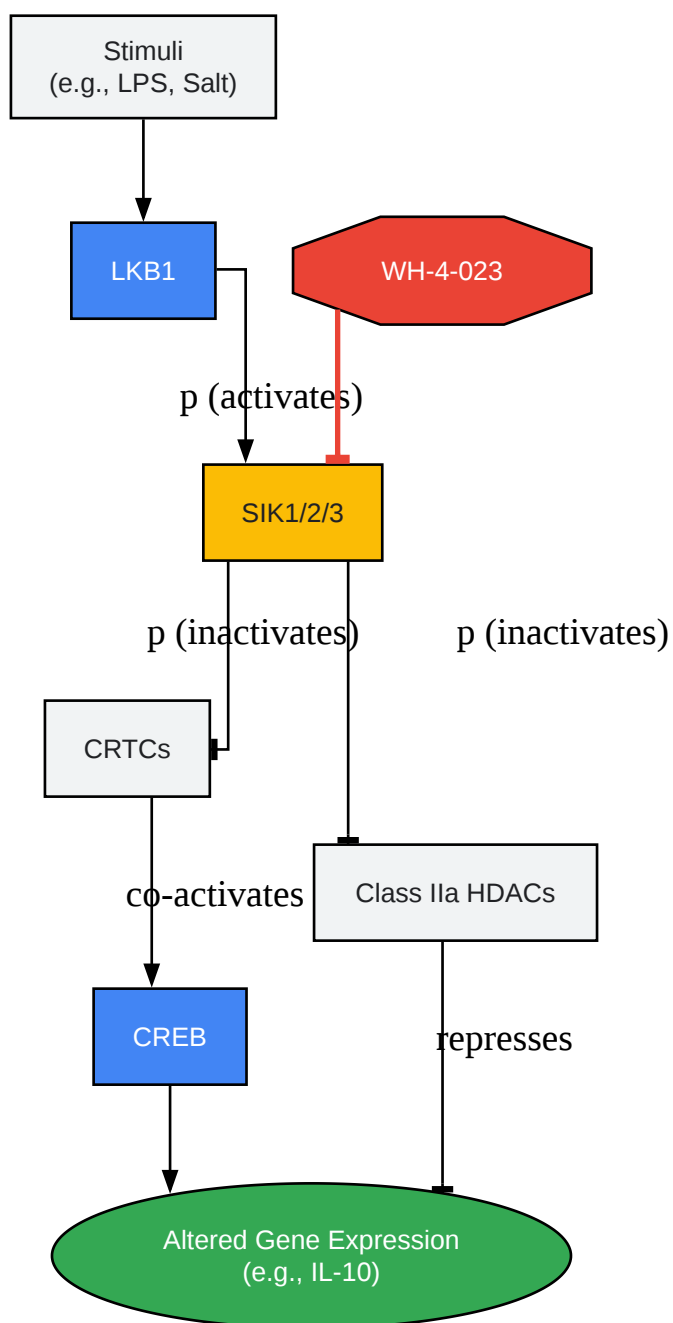 Stimuli
(e.g., LPS, Salt)
LKB1
WH-4-023
p (activates)
SIK1/2/3
p (inactivates)
p (inactivates)
CRTCs
co-activates
Class IIa HDACs
CREB
represses
Altered Gene Expression
(e.g., IL-10)